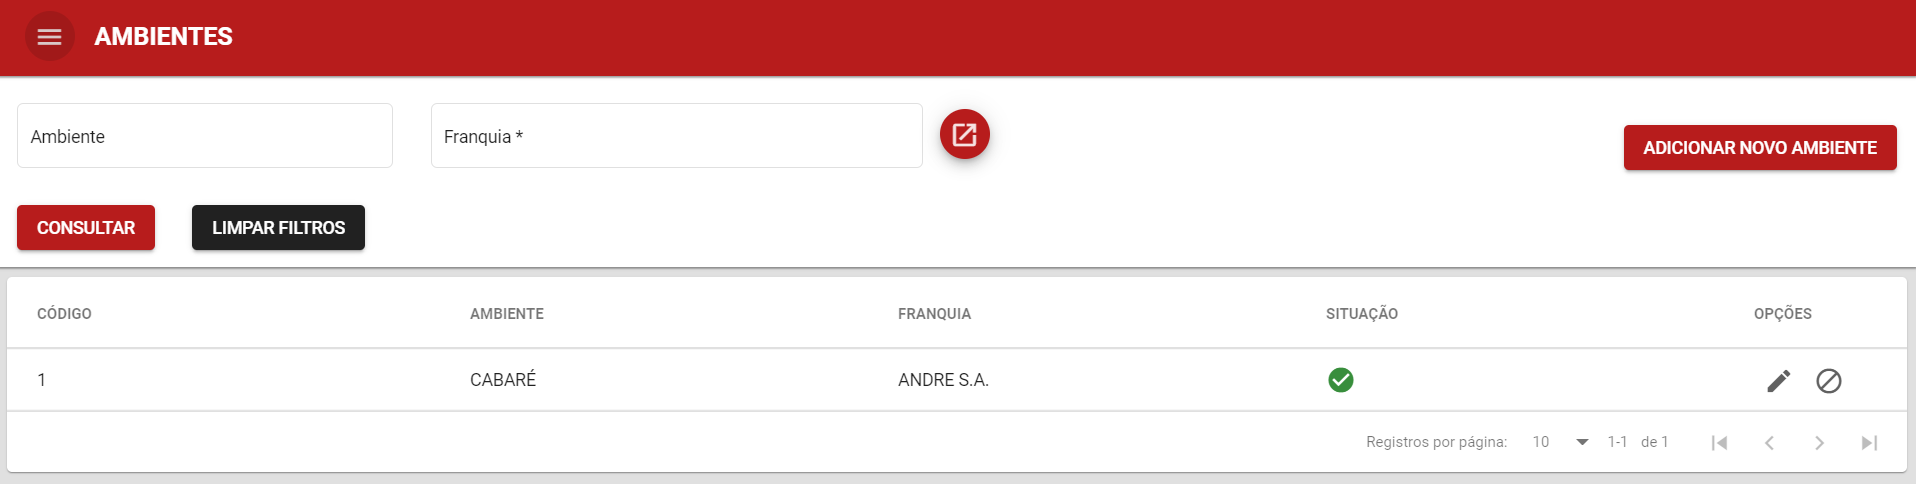 AMBIENTES
Ambiente
Franquia *
ADICIONAR NOVO AMBIENTE
CONSULTAR
LIMPAR FILTROS
CÓDIGO AMBIENTE FRANQUIA SITUAÇÃO OPÇÕES
1 CABARÉ ANDRE S.A.
Registros por página: 10 1-1 de 1